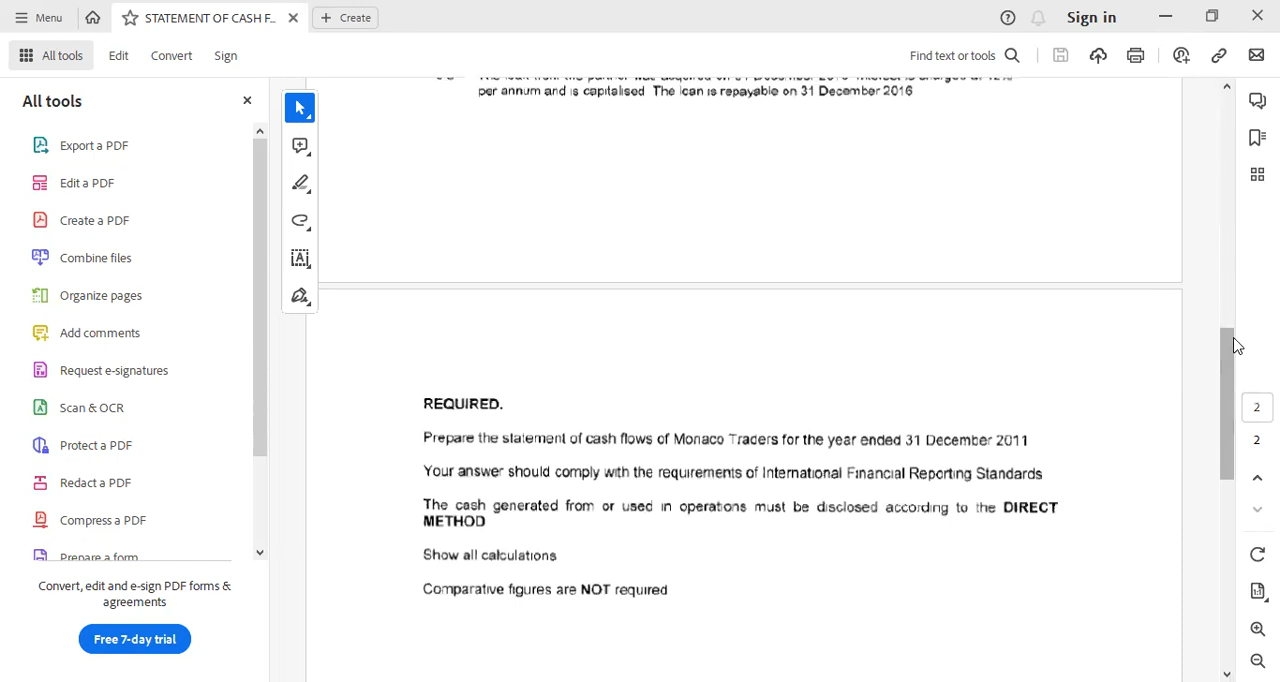 Menu
STATEMENT OF CASH F...
Create
Sign in
All tools
Edit
Convert
Sign
Find text or tools
All tools
Export a PDF
Edit a PDF
Create a PDF
Combine files
Organize pages
Add comments
Request e-signatures
Scan & OCR
Protect a PDF
Redact a PDF
Compress a PDF
Prepare a form
Convert, edit and e-sign PDF forms &
agreements
Free 7-day trial
per annum and is capitalised The loan is repayable on 31 December 2016
REQUIRED.
Prepare the statement of cash flows of Monaco Traders for the year ended 31 December 2011
Your answer should comply with the requirements of International Financial Reporting Standards
The cash generated from or used in operations must be disclosed according to the DIRECT
METHOD
Show all calculations
Comparative figures are NOT required
2
2